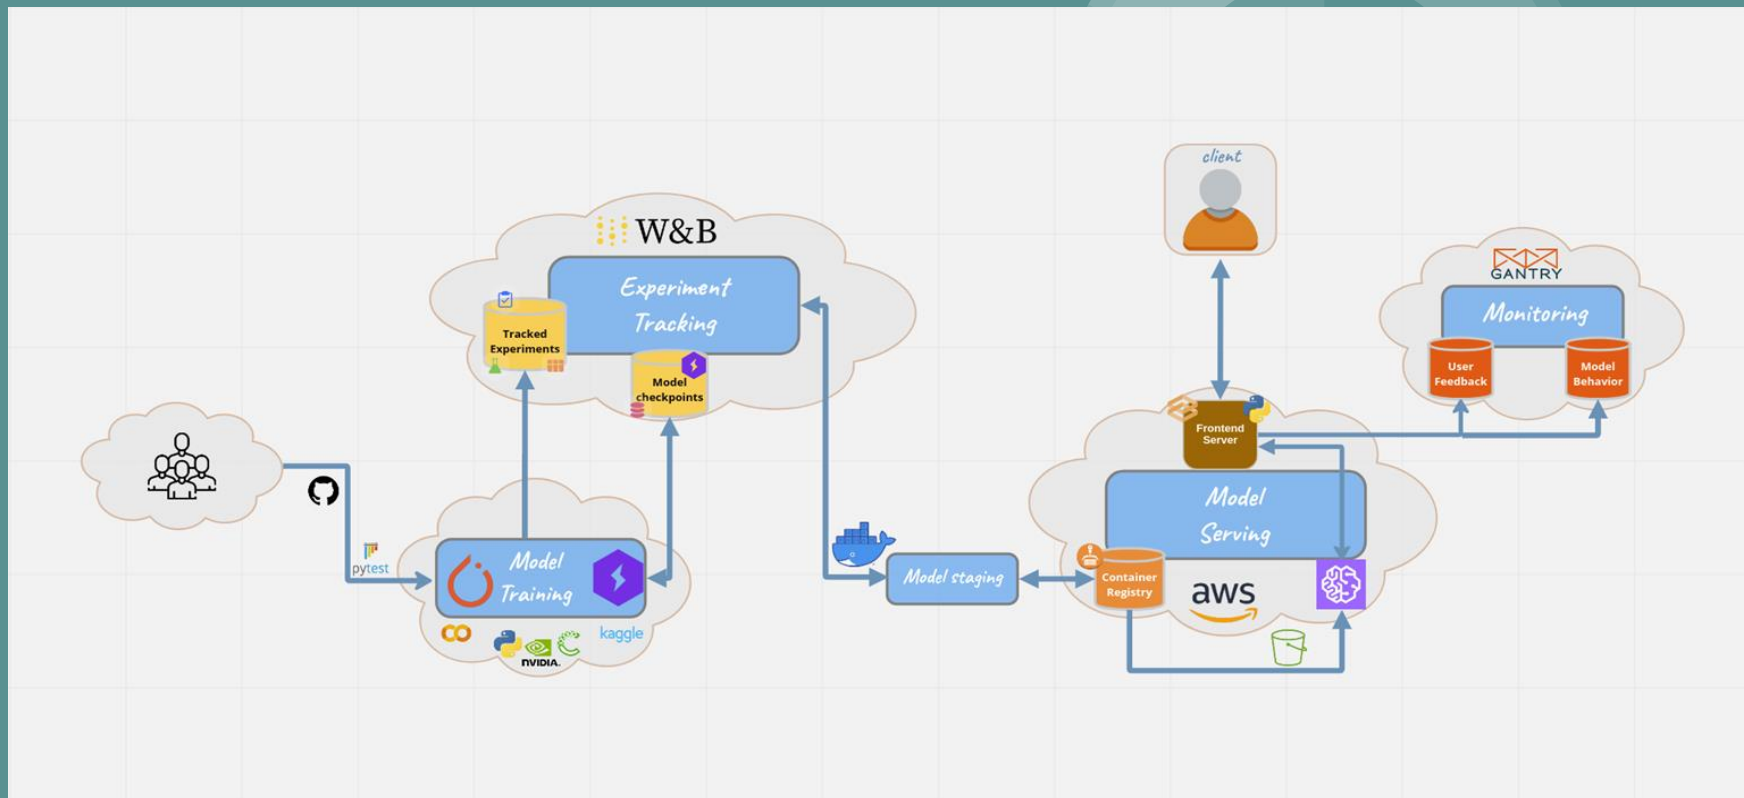 client
W&B
GANTRY
Experiment
Tracking
Monitoring
Tracked
Experiments
Model
checkpoints
User
Feedback
Model
Behavior
Frontend
Server
Model
Serving
pytest
Model
Training
Model staging
Container
Registry
aws
kaggle
NVIDIA.